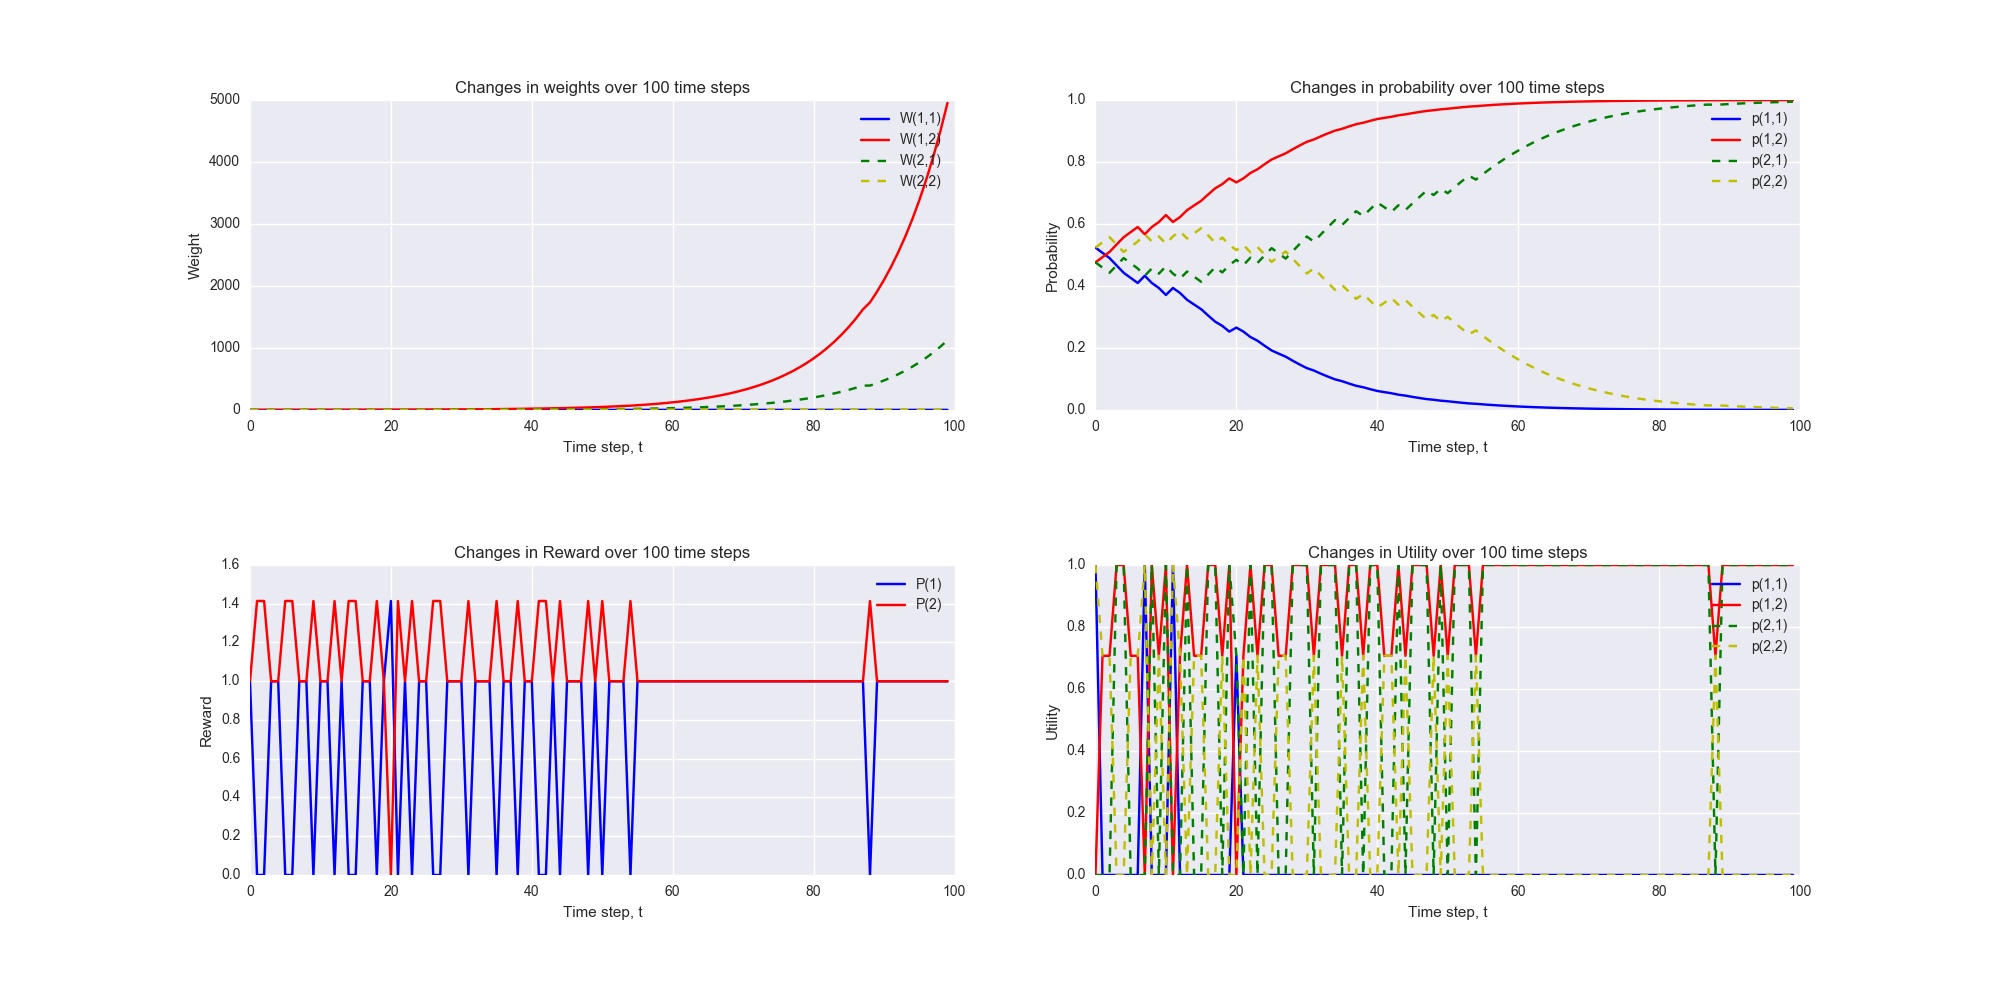 Changes in weights over 100 time steps
5000
4000
3000
2000
1000
0
Weight
W(1,1)
W(1,2)
W(2,1)
W(2,2)
0 20 40 60 80 100
Time step, t
Changes in probability over 100 time steps
1.0
0.8
0.6
0.4
0.2
0.0
Probability
p(1,1)
p(1,2)
p(2,1)
p(2,2)
0 20 40 60 80 100
Time step, t
Changes in Reward over 100 time steps
1.6
1.4
1.2
1.0
0.8
0.6
0.4
0.2
0.0
Reward
P(1)
P(2)
0 20 40 60 80 100
Time step, t
Changes in Utility over 100 time steps
1.0
0.8
0.6
0.4
0.2
0.0
Utility
p(1,1)
p(1,2)
p(2,1)
p(2,2)
0 20 40 60 80 100
Time step, t